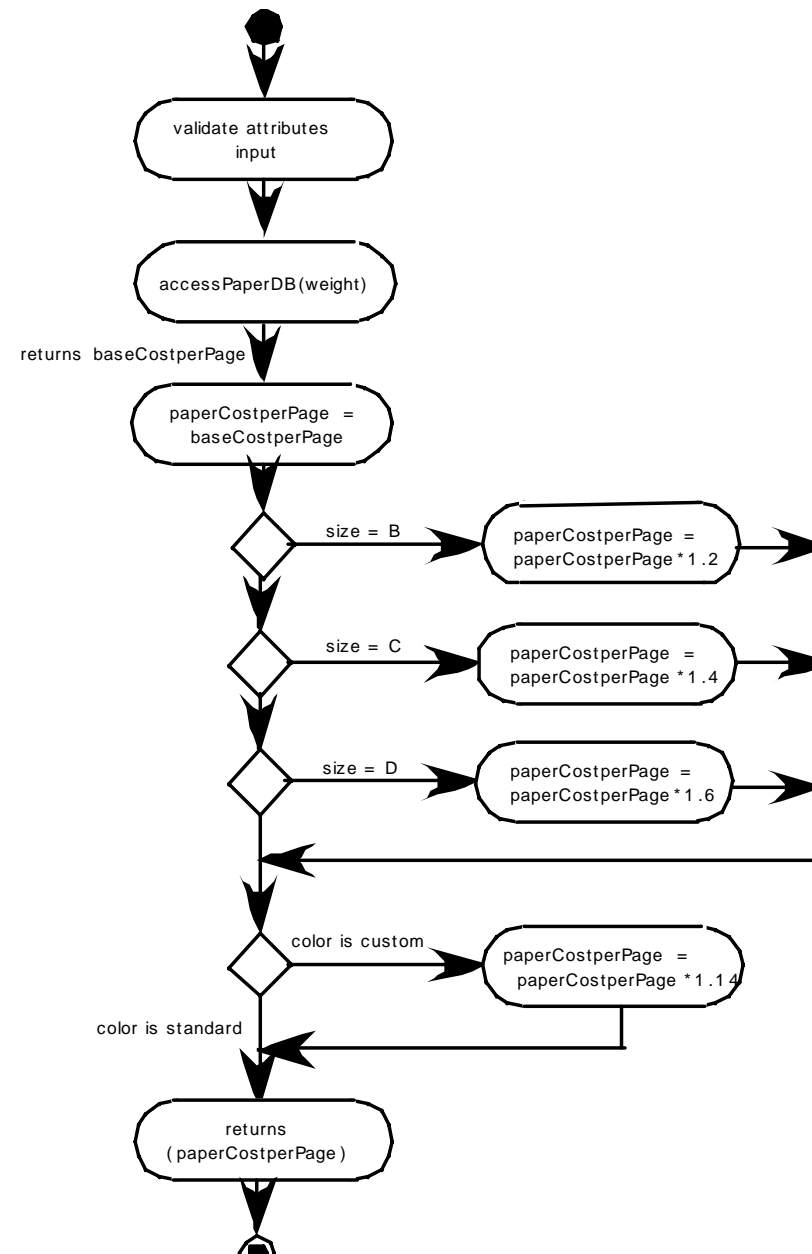 validate attributes
input
accessPaperDB(weight)
returns baseCostperPage
paperCostperPage =
baseCostperPage
size = B
paperCostperPage =
paperCostperPage*1.2
size = C
paperCostperPage =
paperCostperPage*1.4
size = D
paperCostperPage =
paperCostperPage*1.6
color is custom
paperCostperPage =
paperCostperPage*1.14
color is standard
returns
(paperCostperPage)